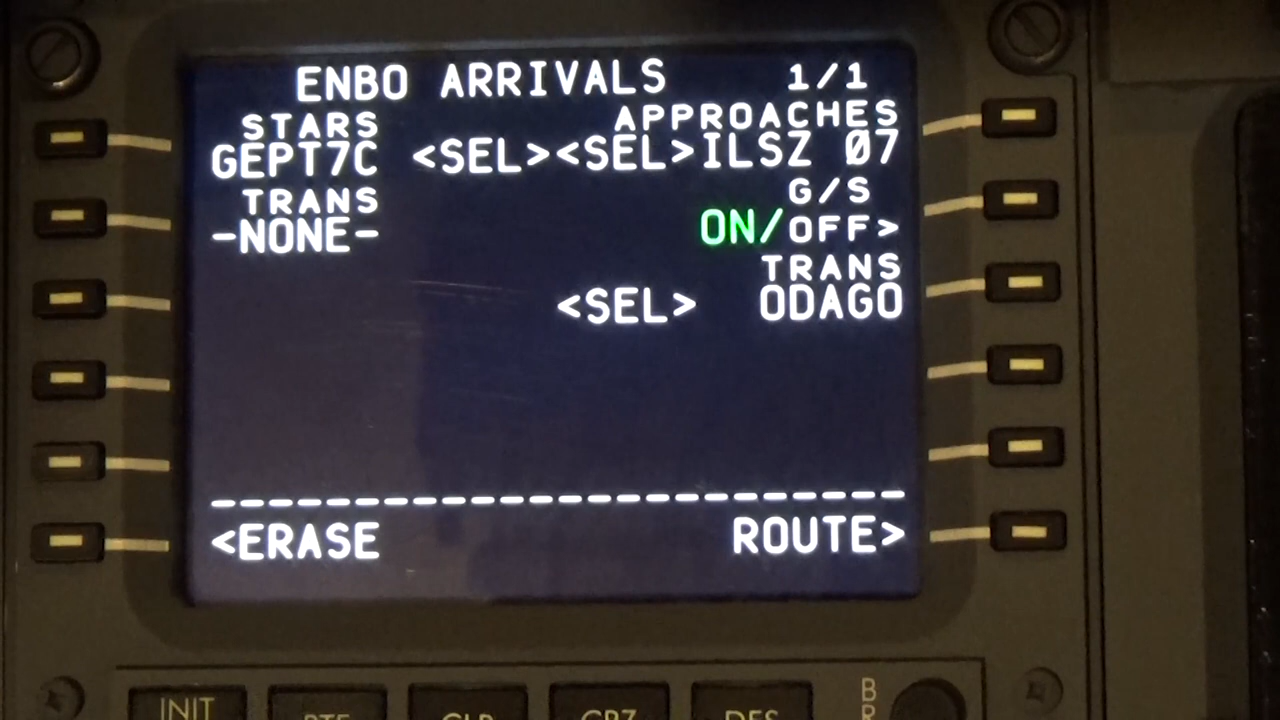 ENBO ARRIVALS 1/1
STARS APPROACHES
GEPT7C <SEL><SEL>ILSZ 07
TRANS G/S
-NONE- ON/OFF>
TRANS
<SEL> ODAGO
--------------------------
<ERASE ROUTE>
INIT